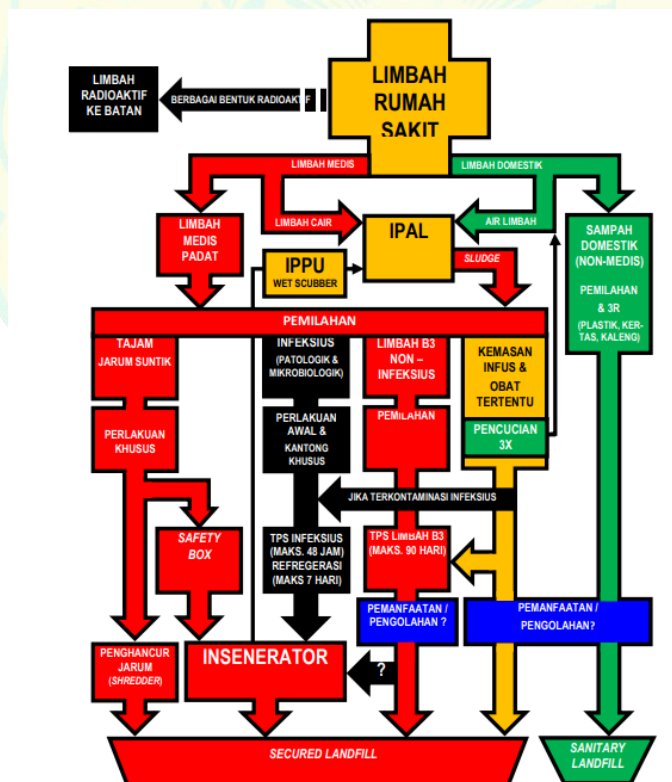 LIMBAH
RUMAH
SAKIT
LIMBAH
RADIOAKTIF
KE BATAN
BERBAGAI BENTUK RADIOAKTIF
LIMBAH MEDIS
LIMBAH DOMESTIK
LIMBAH
MEDIS
PADAT
LIMBAH CAIR
IPAL
AIR LIMBAH
SAMPAH
DOMESTIK
(NON-MEDIS)
PEMILAHAN
& 3R
(PLASTIK, KER-
TAS, KALENG)
IPPU
WET SCUBBER
SLUDGE
PEMILAHAN
TAJAM
JARUM SUNTIK
INFEKSIUS
(PATOLOGIK &
MIKROBIOLOGIK)
LIMBAH B3
NON –
INFEKSIUS
KEMASAN
INFUS &
OBAT
TERTENTU
PERLAKUAN
KHUSUS
PERLAKUAN
AWAL &
KANTONG
KHUSUS
PEMILAHAN
PENCUCIAN
3X
JIKA TERKONTAMINASI INFEKSIUS
SAFETY
BOX
TPS INFEKSIUS
(MAKS. 48 JAM)
REFREGERASI
(MAKS 7 HARI)
TPS LIMBAH B3
(MAKS. 90 HARI)
PEMANFAATAN /
PENGOLAHAN ?
PEMANFAATAN /
PENGOLAHAN?
PENGHANCUR
JARUM
(SHREDDER)
INSENERATOR
?
SECURED LANDFILL
SANITARY
LANDFILL